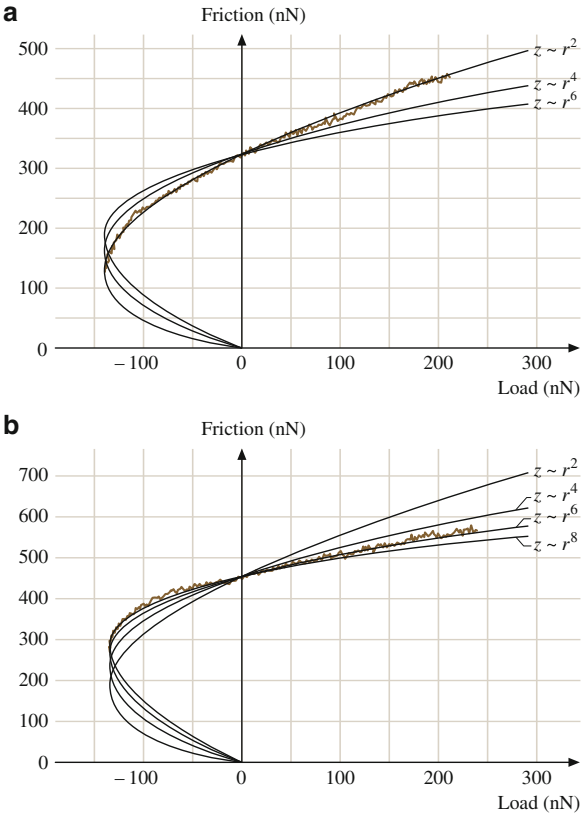 a
Friction (nN)
500
400
300
200
100
0
z ~ r²
z ~ r⁴
z ~ r⁶
– 100 0 100 200 300
Load (nN)
b
Friction (nN)
700
600
500
400
300
200
100
0
z ~ r²
z ~ r⁴
z ~ r⁶
z ~ r⁸
– 100 0 100 200 300
Load (nN)